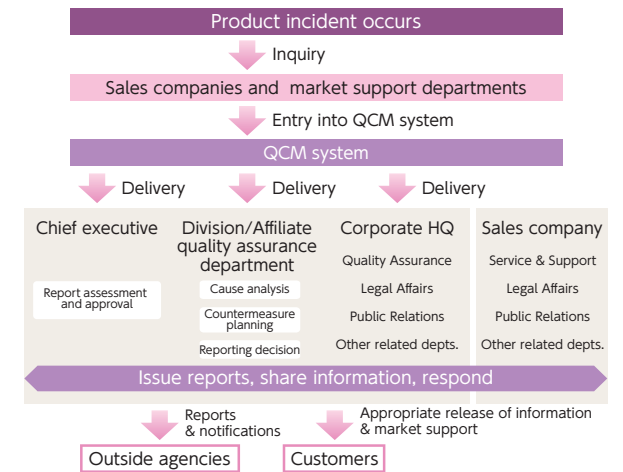 Product incident occurs
Inquiry
Sales companies and market support departments
Entry into QCM system
QCM system
Delivery
Delivery
Delivery
Chief executive
Report assessment
and approval
Division/Affiliate
quality assurance
department
Cause analysis
Countermeasure
planning
Reporting decision
Corporate HQ
Quality Assurance
Legal Affairs
Public Relations
Other related depts.
Sales company
Service & Support
Legal Affairs
Public Relations
Other related depts.
Issue reports, share information, respond
Reports
& notifications
Appropriate release of information
& market support
Outside agencies
Customers